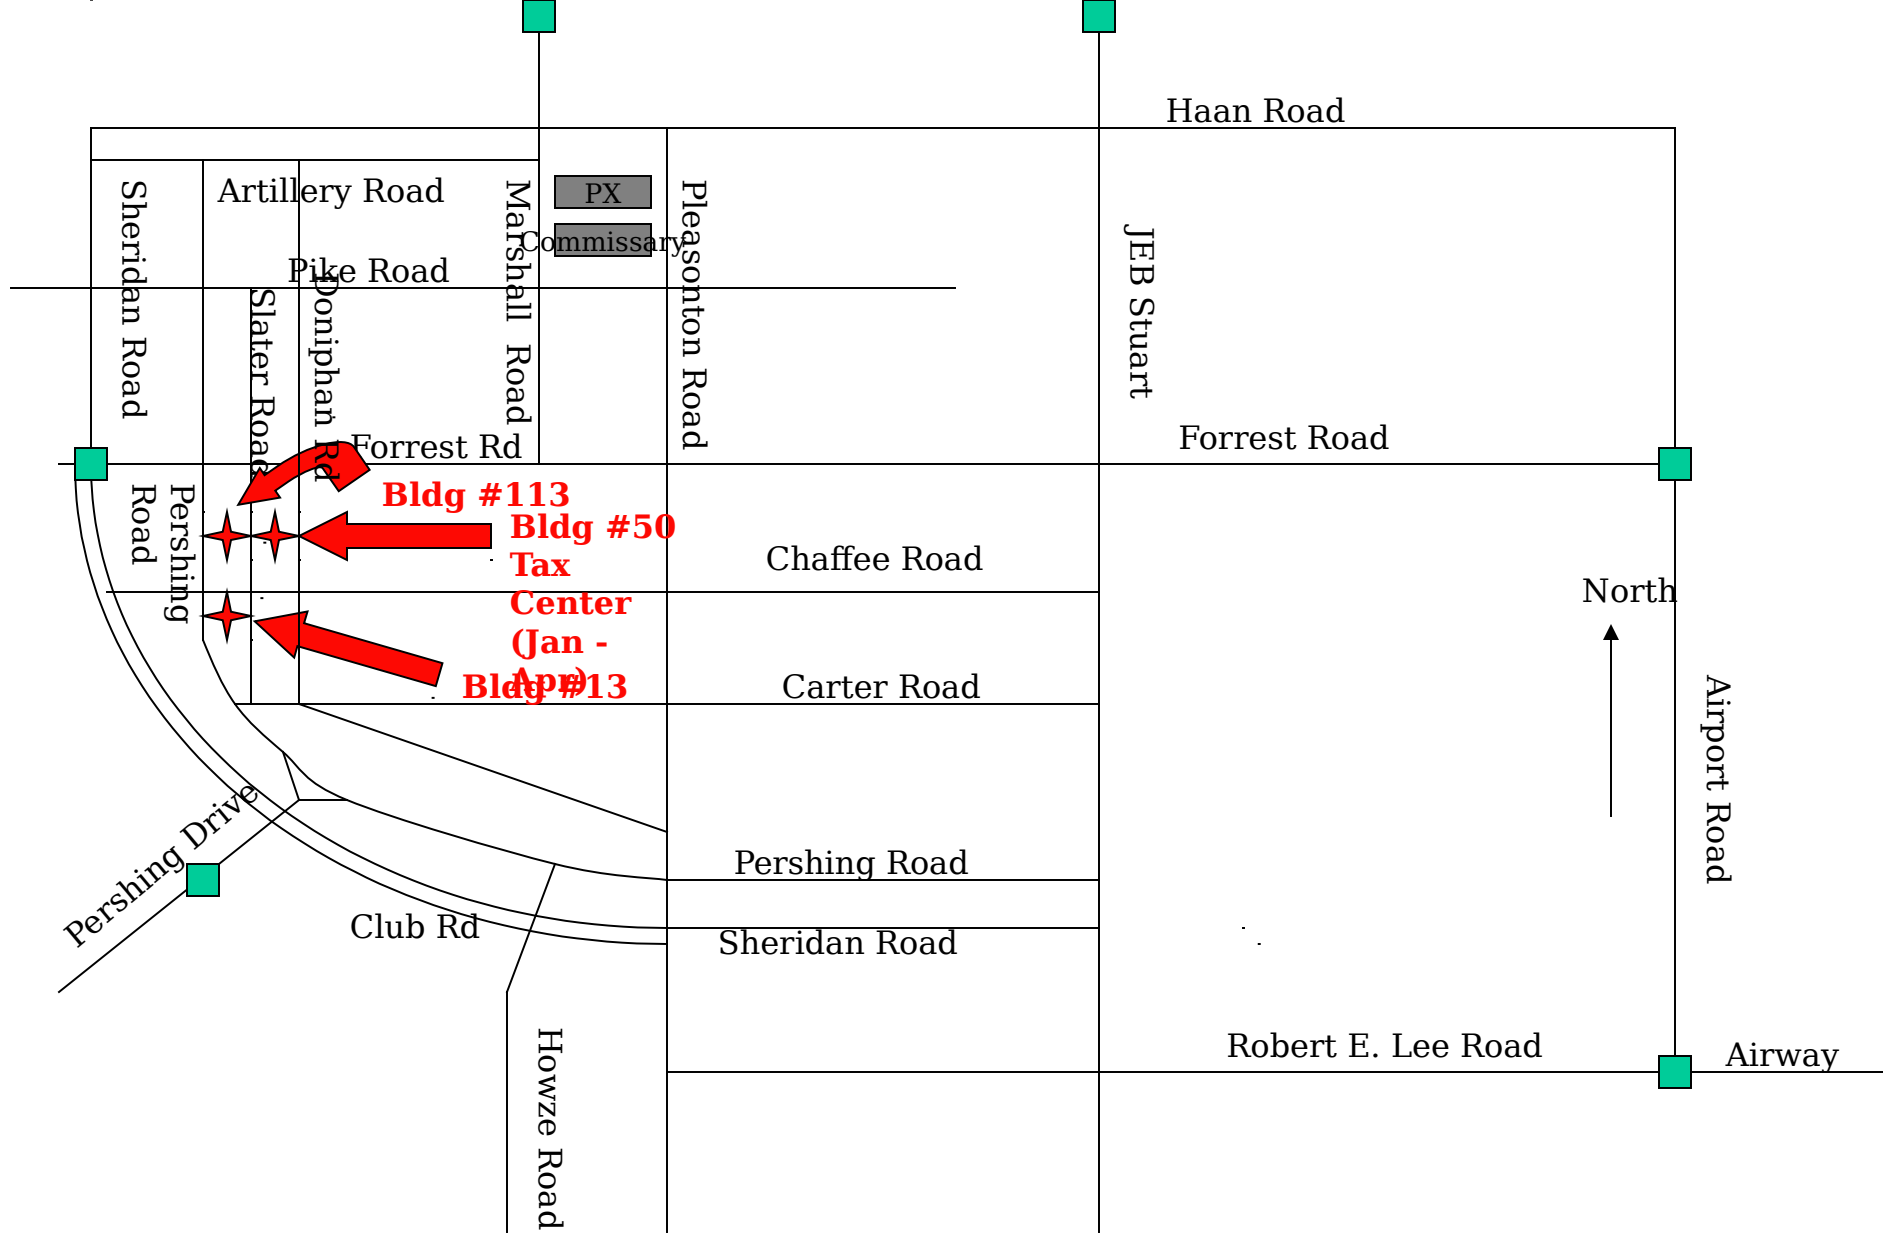 Haan Road
Artillery Road
PX
Commissary
Sheridan Road
Marshall Road
Pleasonton Road
JEB Stuart
Pike Road
Slater Road
Doniphan Rd
Forrest Rd
Forrest Road
Bldg #113
Pershing
Road
Bldg #50
Tax
Center
(Jan -
Apr)
Chaffee Road
North
Bldg #13
Carter Road
Airport Road
Pershing Drive
Pershing Road
Club Rd
Sheridan Road
Howze Road
Robert E. Lee Road
Airway